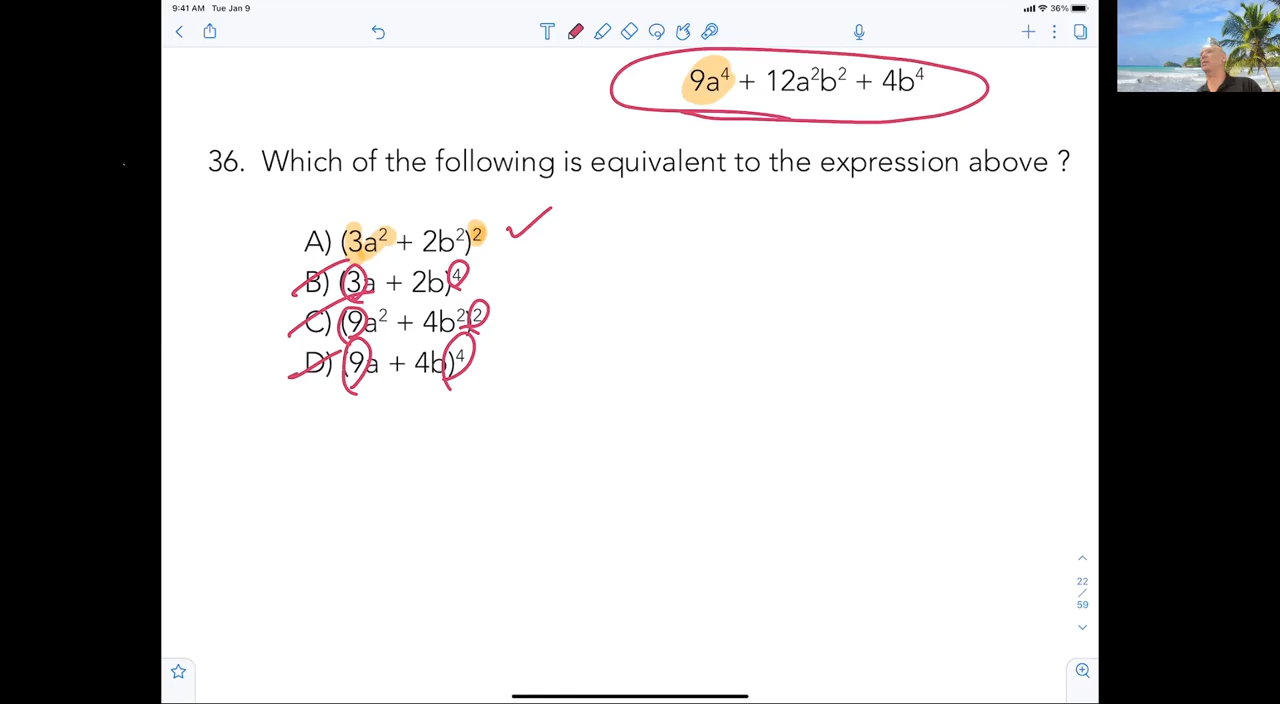 9:41 AM Tue Jan 9
36%
9a⁴ + 12a²b² + 4b⁴
36. Which of the following is equivalent to the expression above ?
A) (3a² + 2b²)²
B) (3a + 2b)⁴
C) (9a² + 4b²)²
D) (9a + 4b)⁴
22
/
59